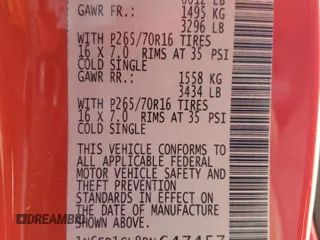 GAWR FR.: 1495 KG
3296 LB
WITH P265/70R16 TIRES
16 X 7.0 RIMS AT 35 PSI
COLD SINGLE
GAWR RR.: 1558 KG
3434 LB
WITH P265/70R16 TIRES
16 X 7.0 RIMS AT 35 PSI
COLD SINGLE
THIS VEHICLE CONFORMS TO
ALL APPLICABLE FEDERAL
MOTOR VEHICLE SAFETY AND
THEFT PREVENTION
STANDARDS IN EFFECT ON
THE DATE OF MANUFACTURE
SHOWN ABOVE.
DREAMBID